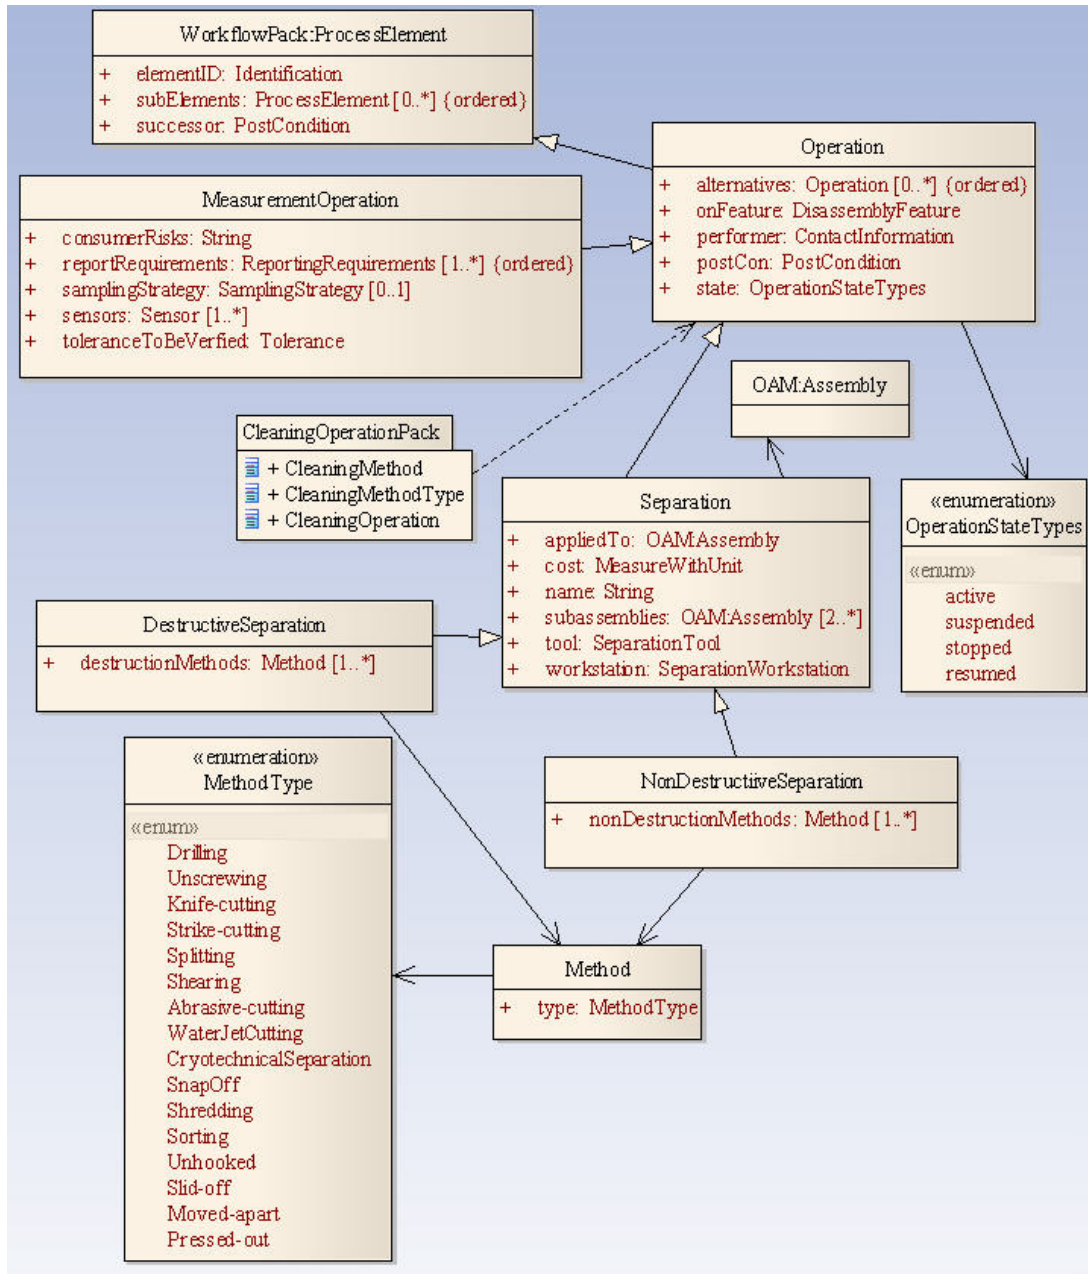 WorkflowPack:ProcessElement
+ elementID: Identification
+ subElements: ProcessElement [0..*] {ordered}
+ successor: PostCondition
Operation
+ alternatives: Operation [0..*] {ordered}
+ onFeature: DisassemblyFeature
+ performer: ContactInformation
+ postCon: PostCondition
+ state: OperationStateTypes
MeasurementOperation
+ consumerRisks: String
+ reportRequirements: ReportingRequirements [1..*] {ordered}
+ samplingStrategy: SamplingStrategy [0..1]
+ sensors: Sensor [1..*]
+ toleranceToBeVerfied: Tolerance
OAM:Assembly
CleaningOperationPack
+ CleaningMethod
+ CleaningMethodType
+ CleaningOperation
Separation
+ appliedTo: OAM:Assembly
+ cost: MeasureWithUnit
+ name: String
+ subassemblies: OAM:Assembly [2..*]
+ tool: SeparationTool
+ workstation: SeparationWorkstation
«enumeration»
OperationStateTypes
«enum»
active
suspended
stopped
resumed
DestructiveSeparation
+ destructionMethods: Method [1..*]
«enumeration»
MethodType
«enum»
Drilling
Unscrewing
Knife-cutting
Strike-cutting
Splitting
Shearing
Abrasive-cutting
WaterJetCutting
CryotechnicalSeparation
SnapOff
Shredding
Sorting
Unhooked
Slid-off
Moved-apart
Pressed-out
NonDestructiiveSeparation
+ nonDestructionMethods: Method [1..*]
Method
+ type: MethodType